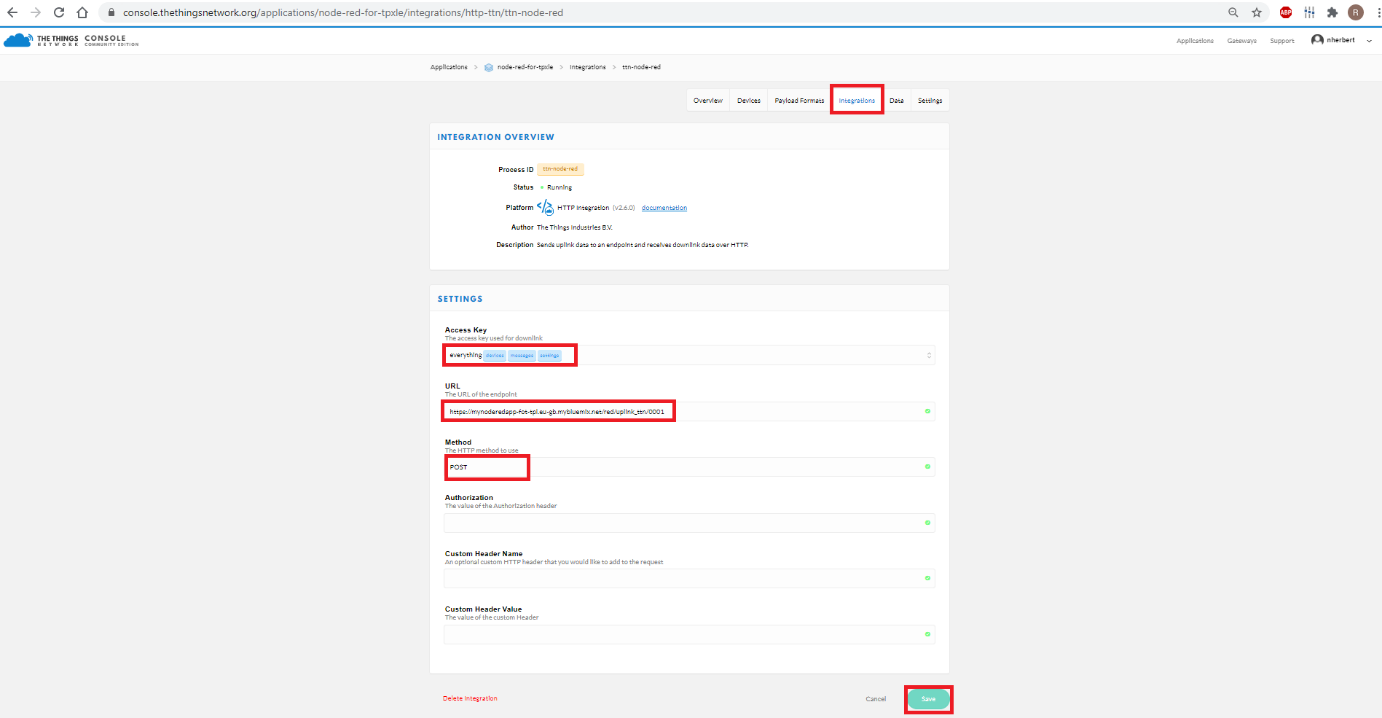 console.thethingsnetwork.org/applications/node-red-for-tpxle/integrations/http-ttn/ttn-node-red
ABP
R
THE THINGS NETWORK
CONSOLE COMMUNITY EDITION
Applications Gateways Support nherbert
Applications > node-red-for-tpxle > Integrations > ttn-node-red
Overview Devices Payload Formats Integrations Data Settings
INTEGRATION OVERVIEW
Process ID ttn-node-red
Status Running
Platform HTTP Integration (v2.6.0) documentation
Author The Things Industries B.V.
Description Sends uplink data to an endpoint and receives downlink data over HTTP.
SETTINGS
Access Key
The access key used for downlink
everything devices messages settings
URL
The URL of the endpoint
https://mynoderedapp-fot-tpl.eu-gb.mybluemix.net/red/uplink_ttn/0001
Method
The HTTP method to use
POST
Authorization
The value of the Authorization header
Custom Header Name
An optional custom HTTP header that you would like to add to the request
Custom Header Value
The value of the custom Header
Delete Integration
Cancel
Save